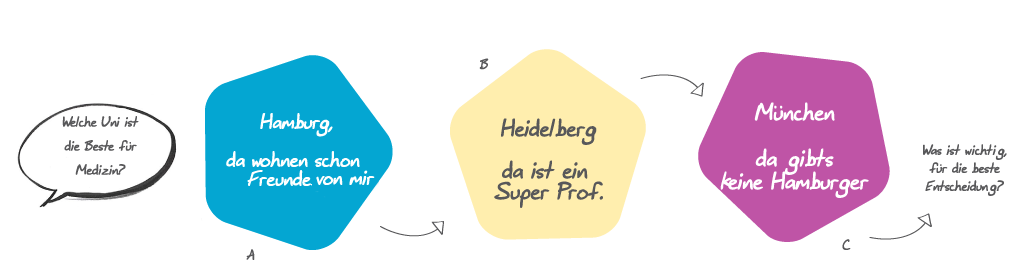 Welche Uni ist
die Beste für
Medizin?
Hamburg,
da wohnen schon
Freunde von mir
A
B
Heidelberg
da ist ein
Super Prof.
München
da gibts
keine Hamburger
C
Was ist wichtig,
für die beste
Entscheidung?